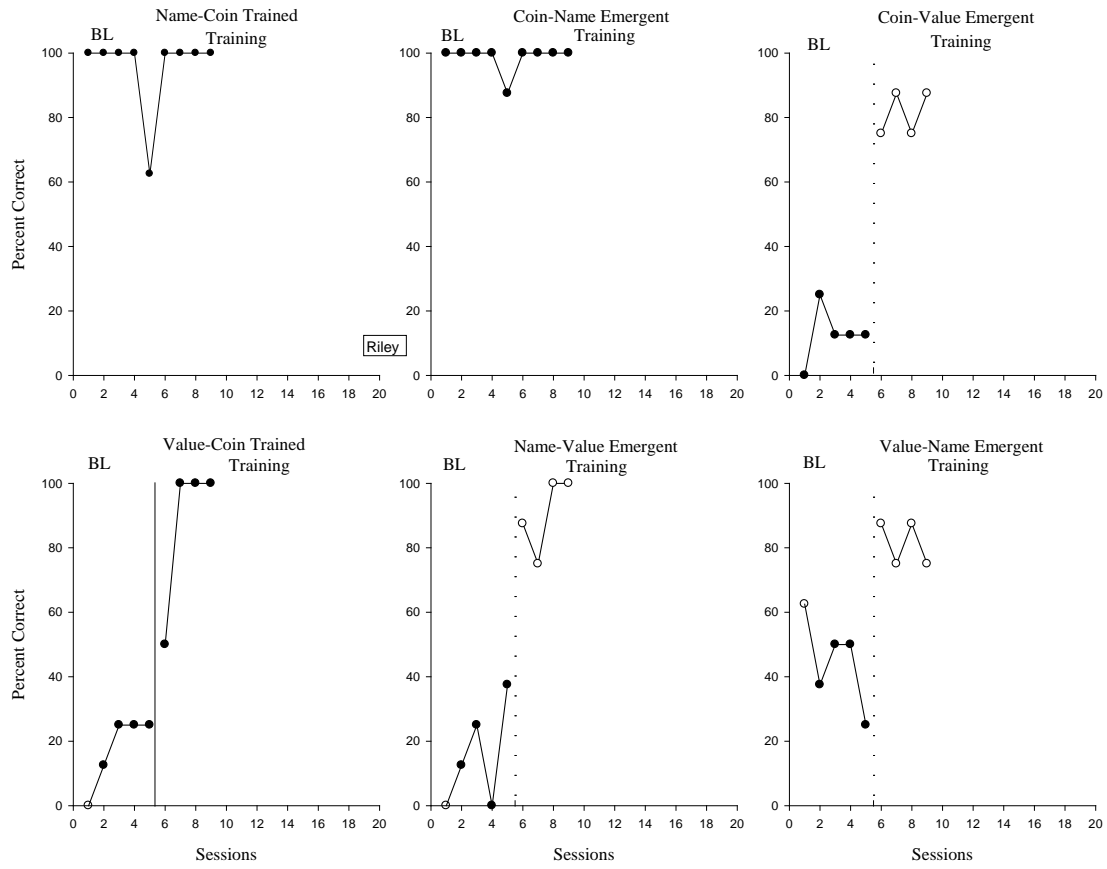 Name-Coin Trained
BL
Training
100
80
60
40
20
0
0 2 4 6 8 10 12 14 16 18 20
Percent Correct
Coin-Name Emergent
BL
Training
100
80
60
40
20
0
0 2 4 6 8 10 12 14 16 18 20
Riley
Coin-Value Emergent
BL
Training
100
80
60
40
20
0
0 2 4 6 8 10 12 14 16 18 20
Value-Coin Trained
BL
Training
100
80
60
40
20
0
0 2 4 6 8 10 12 14 16 18 20
Percent Correct
Sessions
Name-Value Emergent
BL
Training
100
80
60
40
20
0
0 2 4 6 8 10 12 14 16 18 20
Sessions
Value-Name Emergent
BL
Training
100
80
60
40
20
0
0 2 4 6 8 10 12 14 16 18 20
Sessions